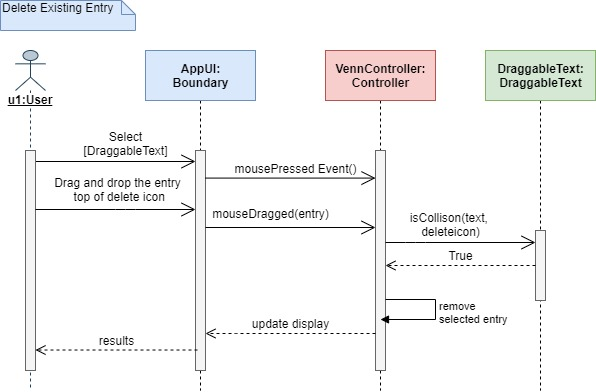 Delete Existing Entry
AppUI:
Boundary
VennController:
Controller
DraggableText:
DraggableText
u1:User
Select
[DraggableText]
mousePressed Event()
Drag and drop the entry
top of delete icon
mouseDragged(entry)
isCollison(text,
deleteicon)
True
remove
selected entry
update display
results